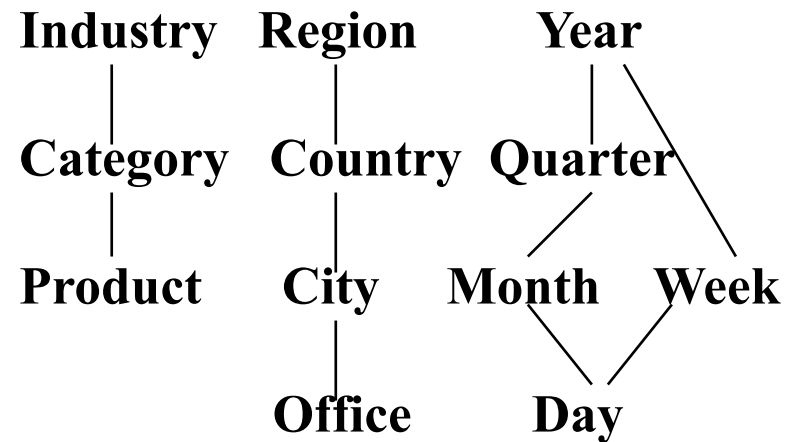 Industry Region Year
Category Country Quarter
Product City Month Week
Office Day